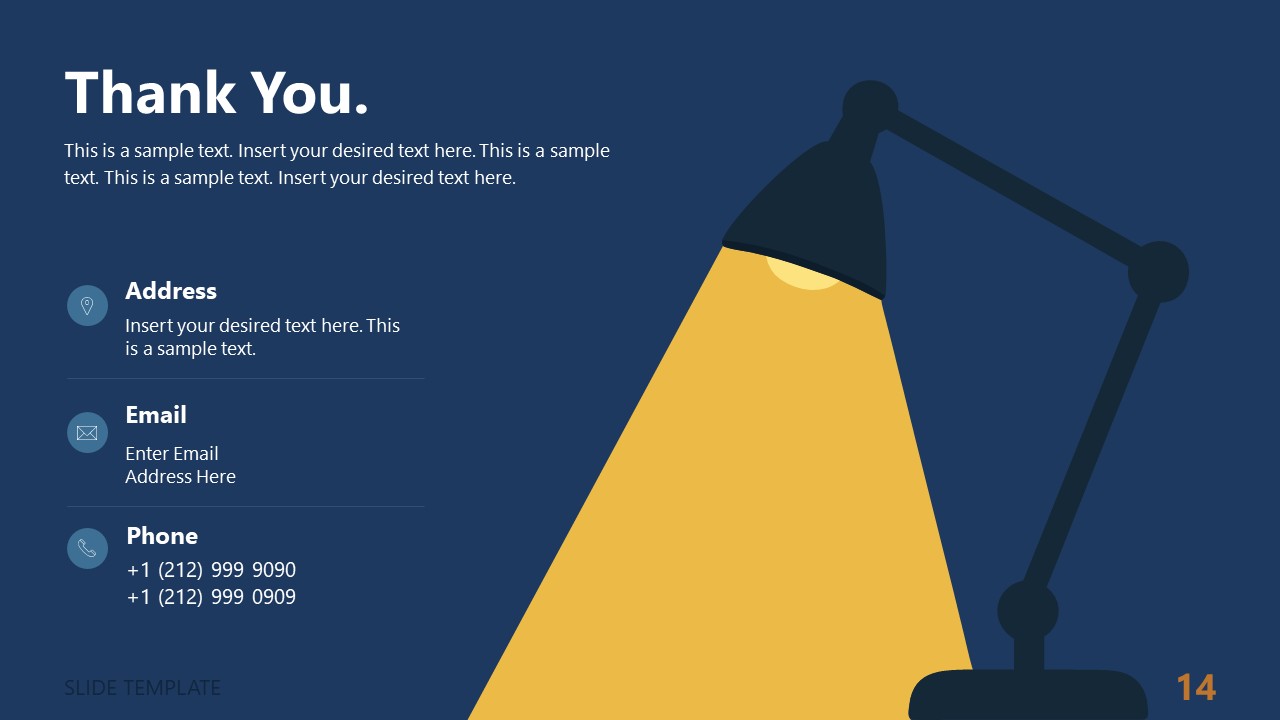 Thank You.
This is a sample text. Insert your desired text here. This is a sample
text. This is a sample text. Insert your desired text here.
Address
Insert your desired text here. This
is a sample text.
Email
Enter Email
Address Here
Phone
+1 (212) 999 9090
+1 (212) 999 0909
SLIDE TEMPLATE
14